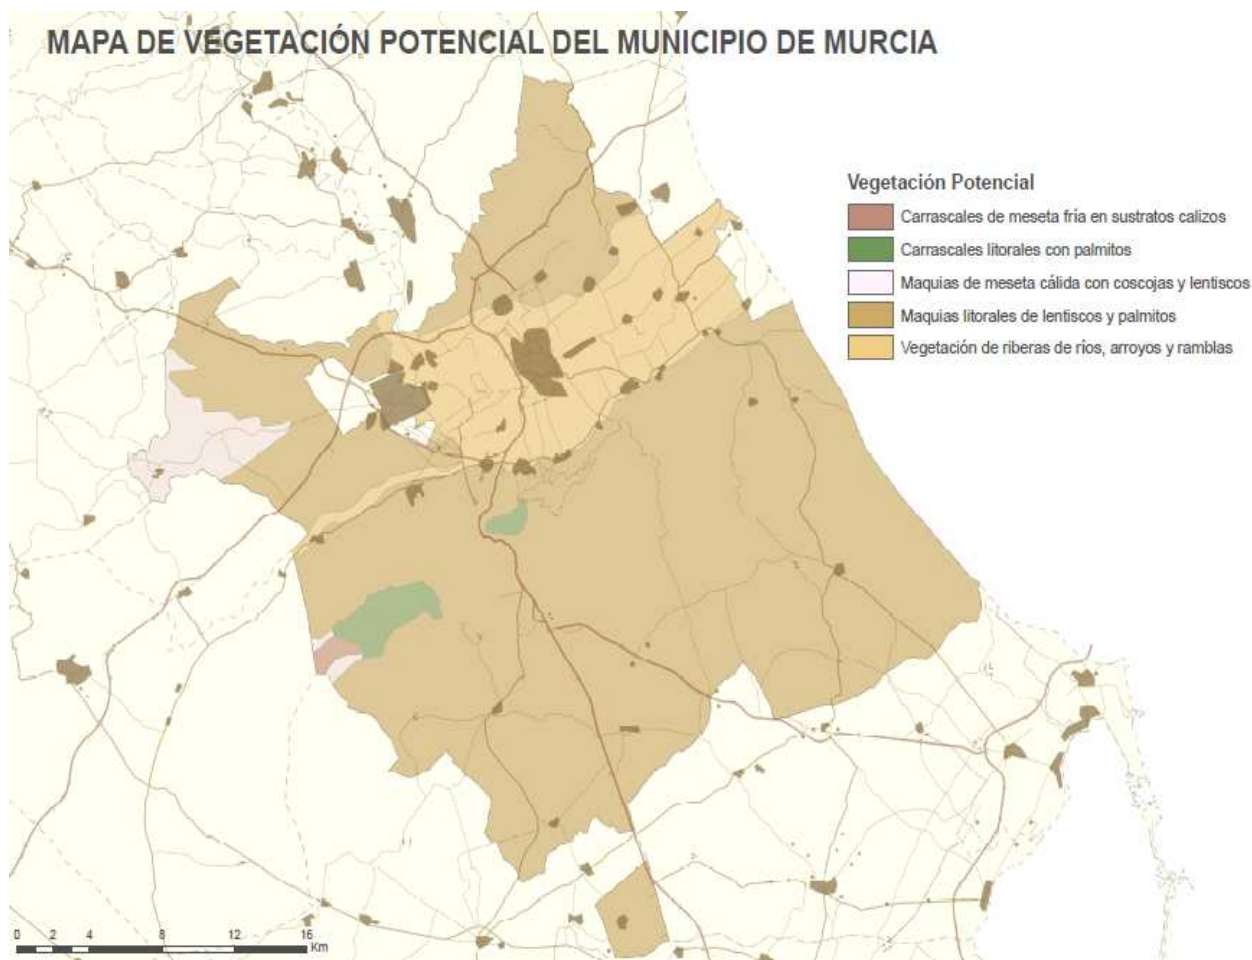 MAPA DE VEGETACIÓN POTENCIAL DEL MUNICIPIO DE MURCIA
Vegetación Potencial
Carrascales de meseta fría en sustratos calizos
Carrascales litorales con palmitos
Maquias de meseta cálida con coscojas y lentiscos
Maquias litorales de lentiscos y palmitos
Vegetación de riberas de ríos, arroyos y ramblas
0 2 4 8 12 16
Km